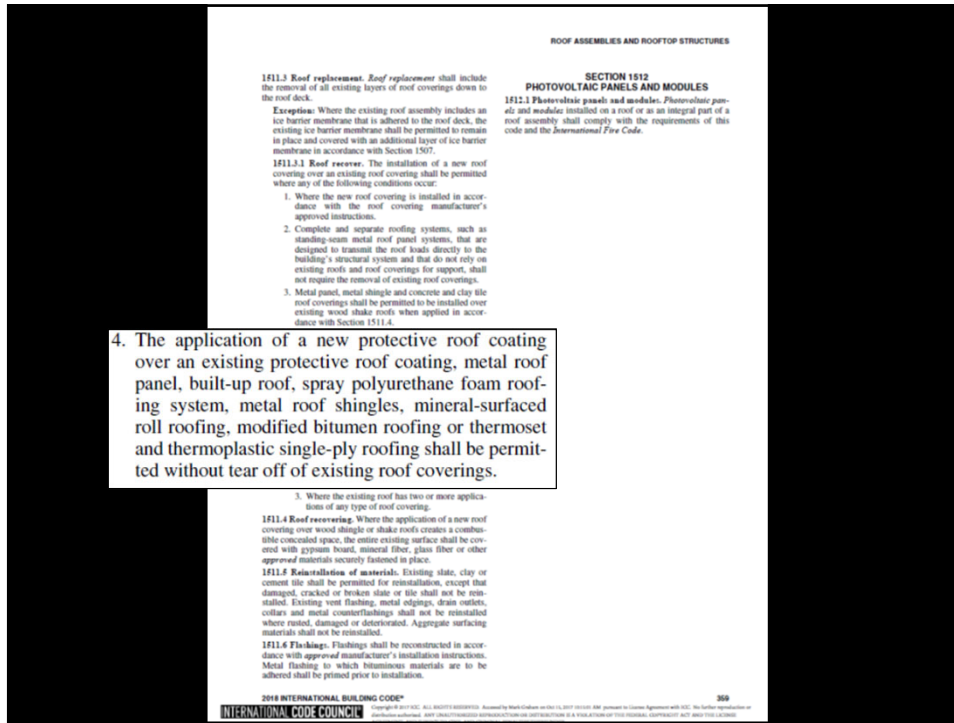 ROOF ASSEMBLIES AND ROOFTOP STRUCTURES
1511.3 Roof replacement. Roof replacement shall include
the removal of all existing layers of roof coverings down to
the roof deck.
Exception: Where the existing roof assembly includes an
ice barrier membrane that is adhered to the roof deck, the
existing ice barrier membrane shall be permitted to remain
in place and covered with an additional layer of ice barrier
membrane in accordance with Section 1507.
1511.3.1 Roof recover. The installation of a new roof
covering over an existing roof covering shall be permitted
where any of the following conditions occur:
1. Where the new roof covering is installed in accor-
dance with the roof covering manufacturer's
approved instructions.
2. Complete and separate roofing systems, such as
standing-seam metal roof panel systems, that are
designed to transmit the roof loads directly to the
building's structural system and that do not rely on
existing roofs and roof coverings for support, shall
not require the removal of existing roof coverings.
3. Metal panel, metal shingle and concrete and clay tile
roof coverings shall be permitted to be installed over
existing wood shake roofs when applied in accor-
dance with Section 1511.4.
4. The application of a new protective roof coating
over an existing protective roof coating, metal roof
panel, built-up roof, spray polyurethane foam roof-
ing system, metal roof shingles, mineral-surfaced
roll roofing, modified bitumen roofing or thermoset
and thermoplastic single-ply roofing shall be permit-
ted without tear off of existing roof coverings.
3. Where the existing roof has two or more applica-
tions of any type of roof covering.
1511.4 Roof recovering. Where the application of a new roof
covering over wood shingle or shake roofs creates a combus-
tible concealed space, the entire existing surface shall be cov-
ered with gypsum board, mineral fiber, glass fiber or other
approved materials securely fastened in place.
1511.5 Reinstallation of materials. Existing slate, clay or
cement tile shall be permitted for reinstallation, except that
damaged, cracked or broken slate or tile shall not be rein-
stalled. Existing vent flashing, metal edgings, drain outlets,
collars and metal counterflashings shall not be reinstalled
where rusted, damaged or deteriorated. Aggregate surfacing
materials shall not be reinstalled.
1511.6 Flashings. Flashings shall be reconstructed in accor-
dance with approved manufacturer's installation instructions.
Metal flashing to which bituminous materials are to be
adhered shall be primed prior to installation.
SECTION 1512
PHOTOVOLTAIC PANELS AND MODULES
1512.1 Photovoltaic panels and modules. Photovoltaic pan-
els and modules installed on a roof or as an integral part of a
roof assembly shall comply with the requirements of this
code and the International Fire Code.
2018 INTERNATIONAL BUILDING CODE®
359
INTERNATIONAL CODE COUNCIL